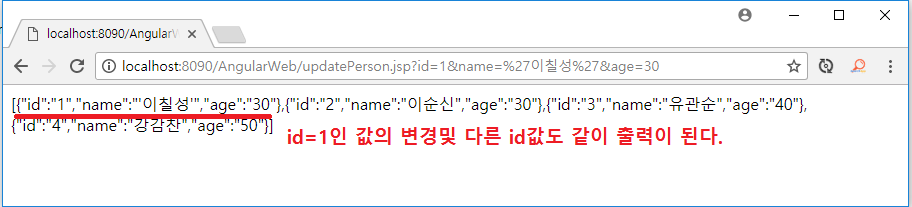 localhost:8090/AngularW
localhost:8090/AngularWeb/updatePerson.jsp?id=1&name=%27이칠성%27&age=30
[{"id":"1","name":"'이칠성'","age":"30"},{"id":"2","name":"이순신","age":"30"},{"id":"3","name":"유관순","age":"40"},
{"id":"4","name":"강감찬","age":"50"}]
id=1인 값의 변경및 다른 id값도 같이 출력이 된다.